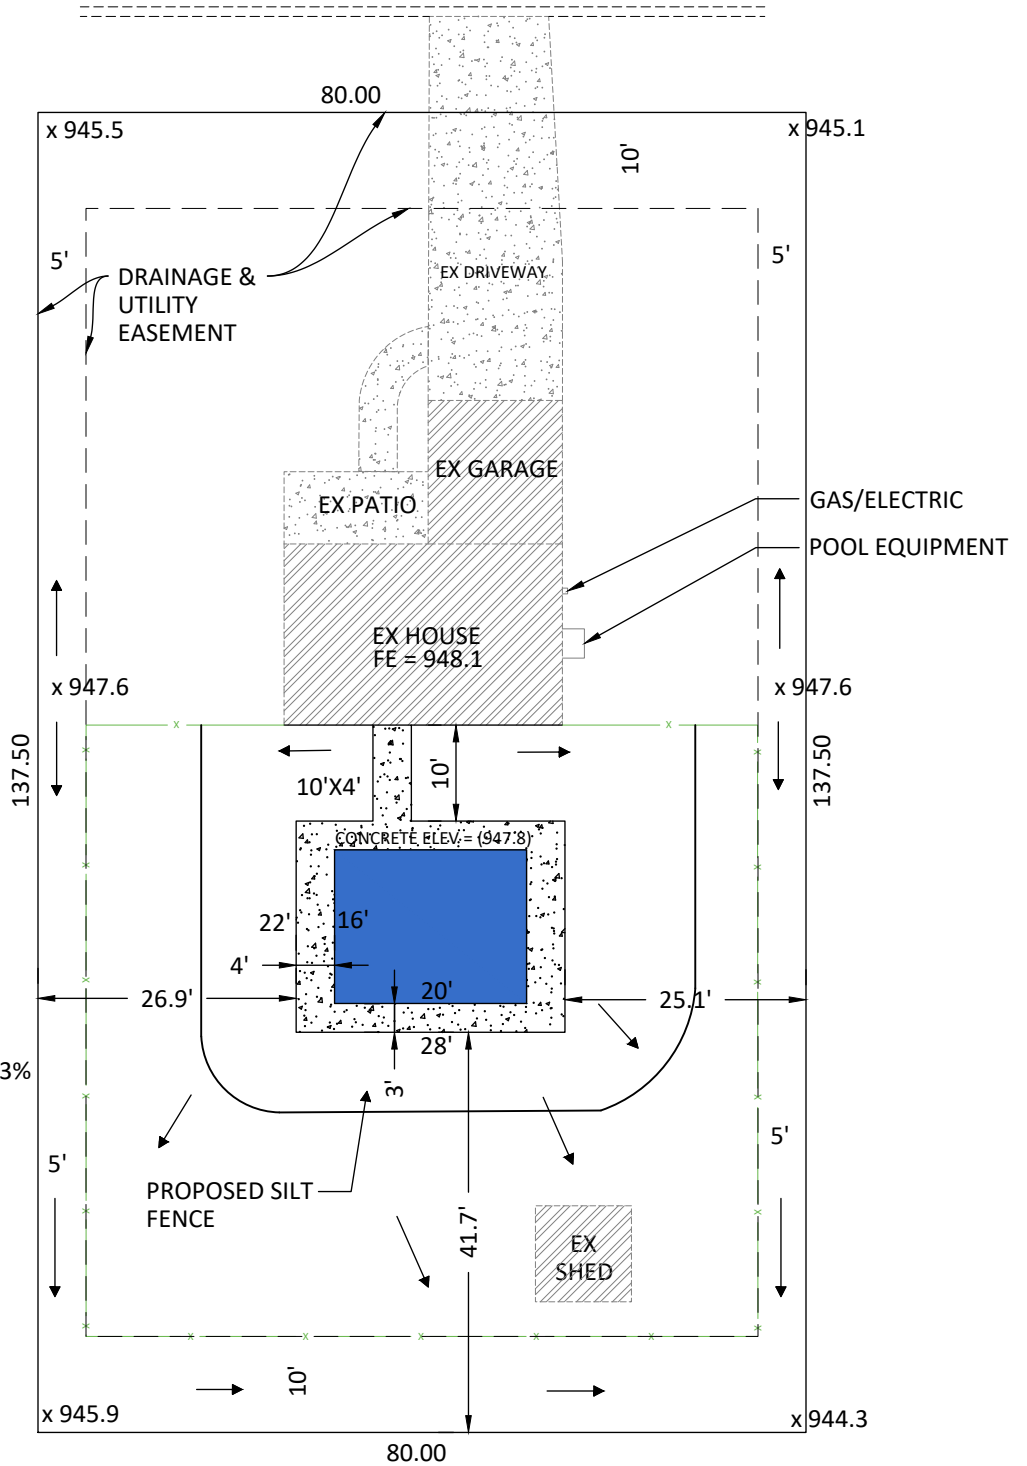 80.00
x 945.5
x 945.1
10'
5'
5'
DRAINAGE &
UTILITY
EASEMENT
EX DRIVEWAY
EX GARAGE
EX PATIO
GAS/ELECTRIC
POOL EQUIPMENT
EX HOUSE
FE = 948.1
x 947.6
x 947.6
137.50
137.50
10'X4'
10'
CONCRETE ELEV. = (947.8)
22'
16'
4'
20'
26.9'
25.1'
28'
3'
3%
5'
5'
PROPOSED SILT
FENCE
41.7'
EX
SHED
10'
x 945.9
x 944.3
80.00